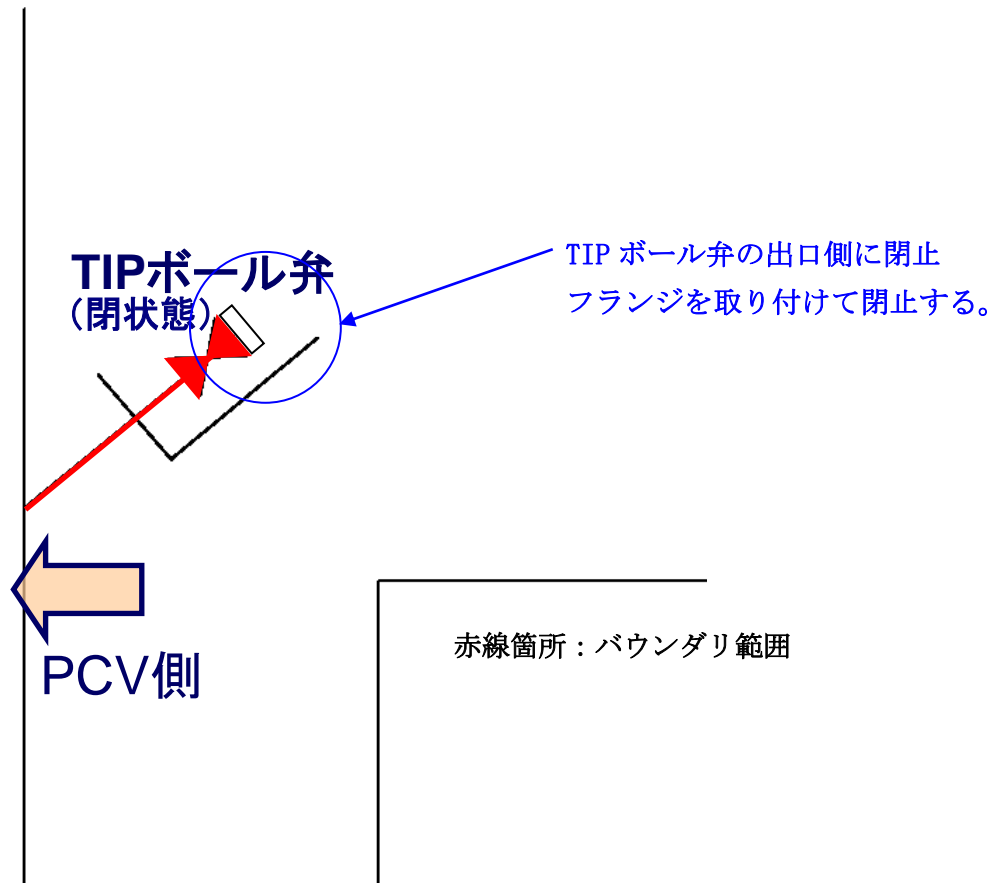 TIPボール弁
(閉状態)
TIP ボール弁の出口側に閉止
フランジを取り付けて閉止する。
赤線箇所：バウンダリ範囲
PCV側